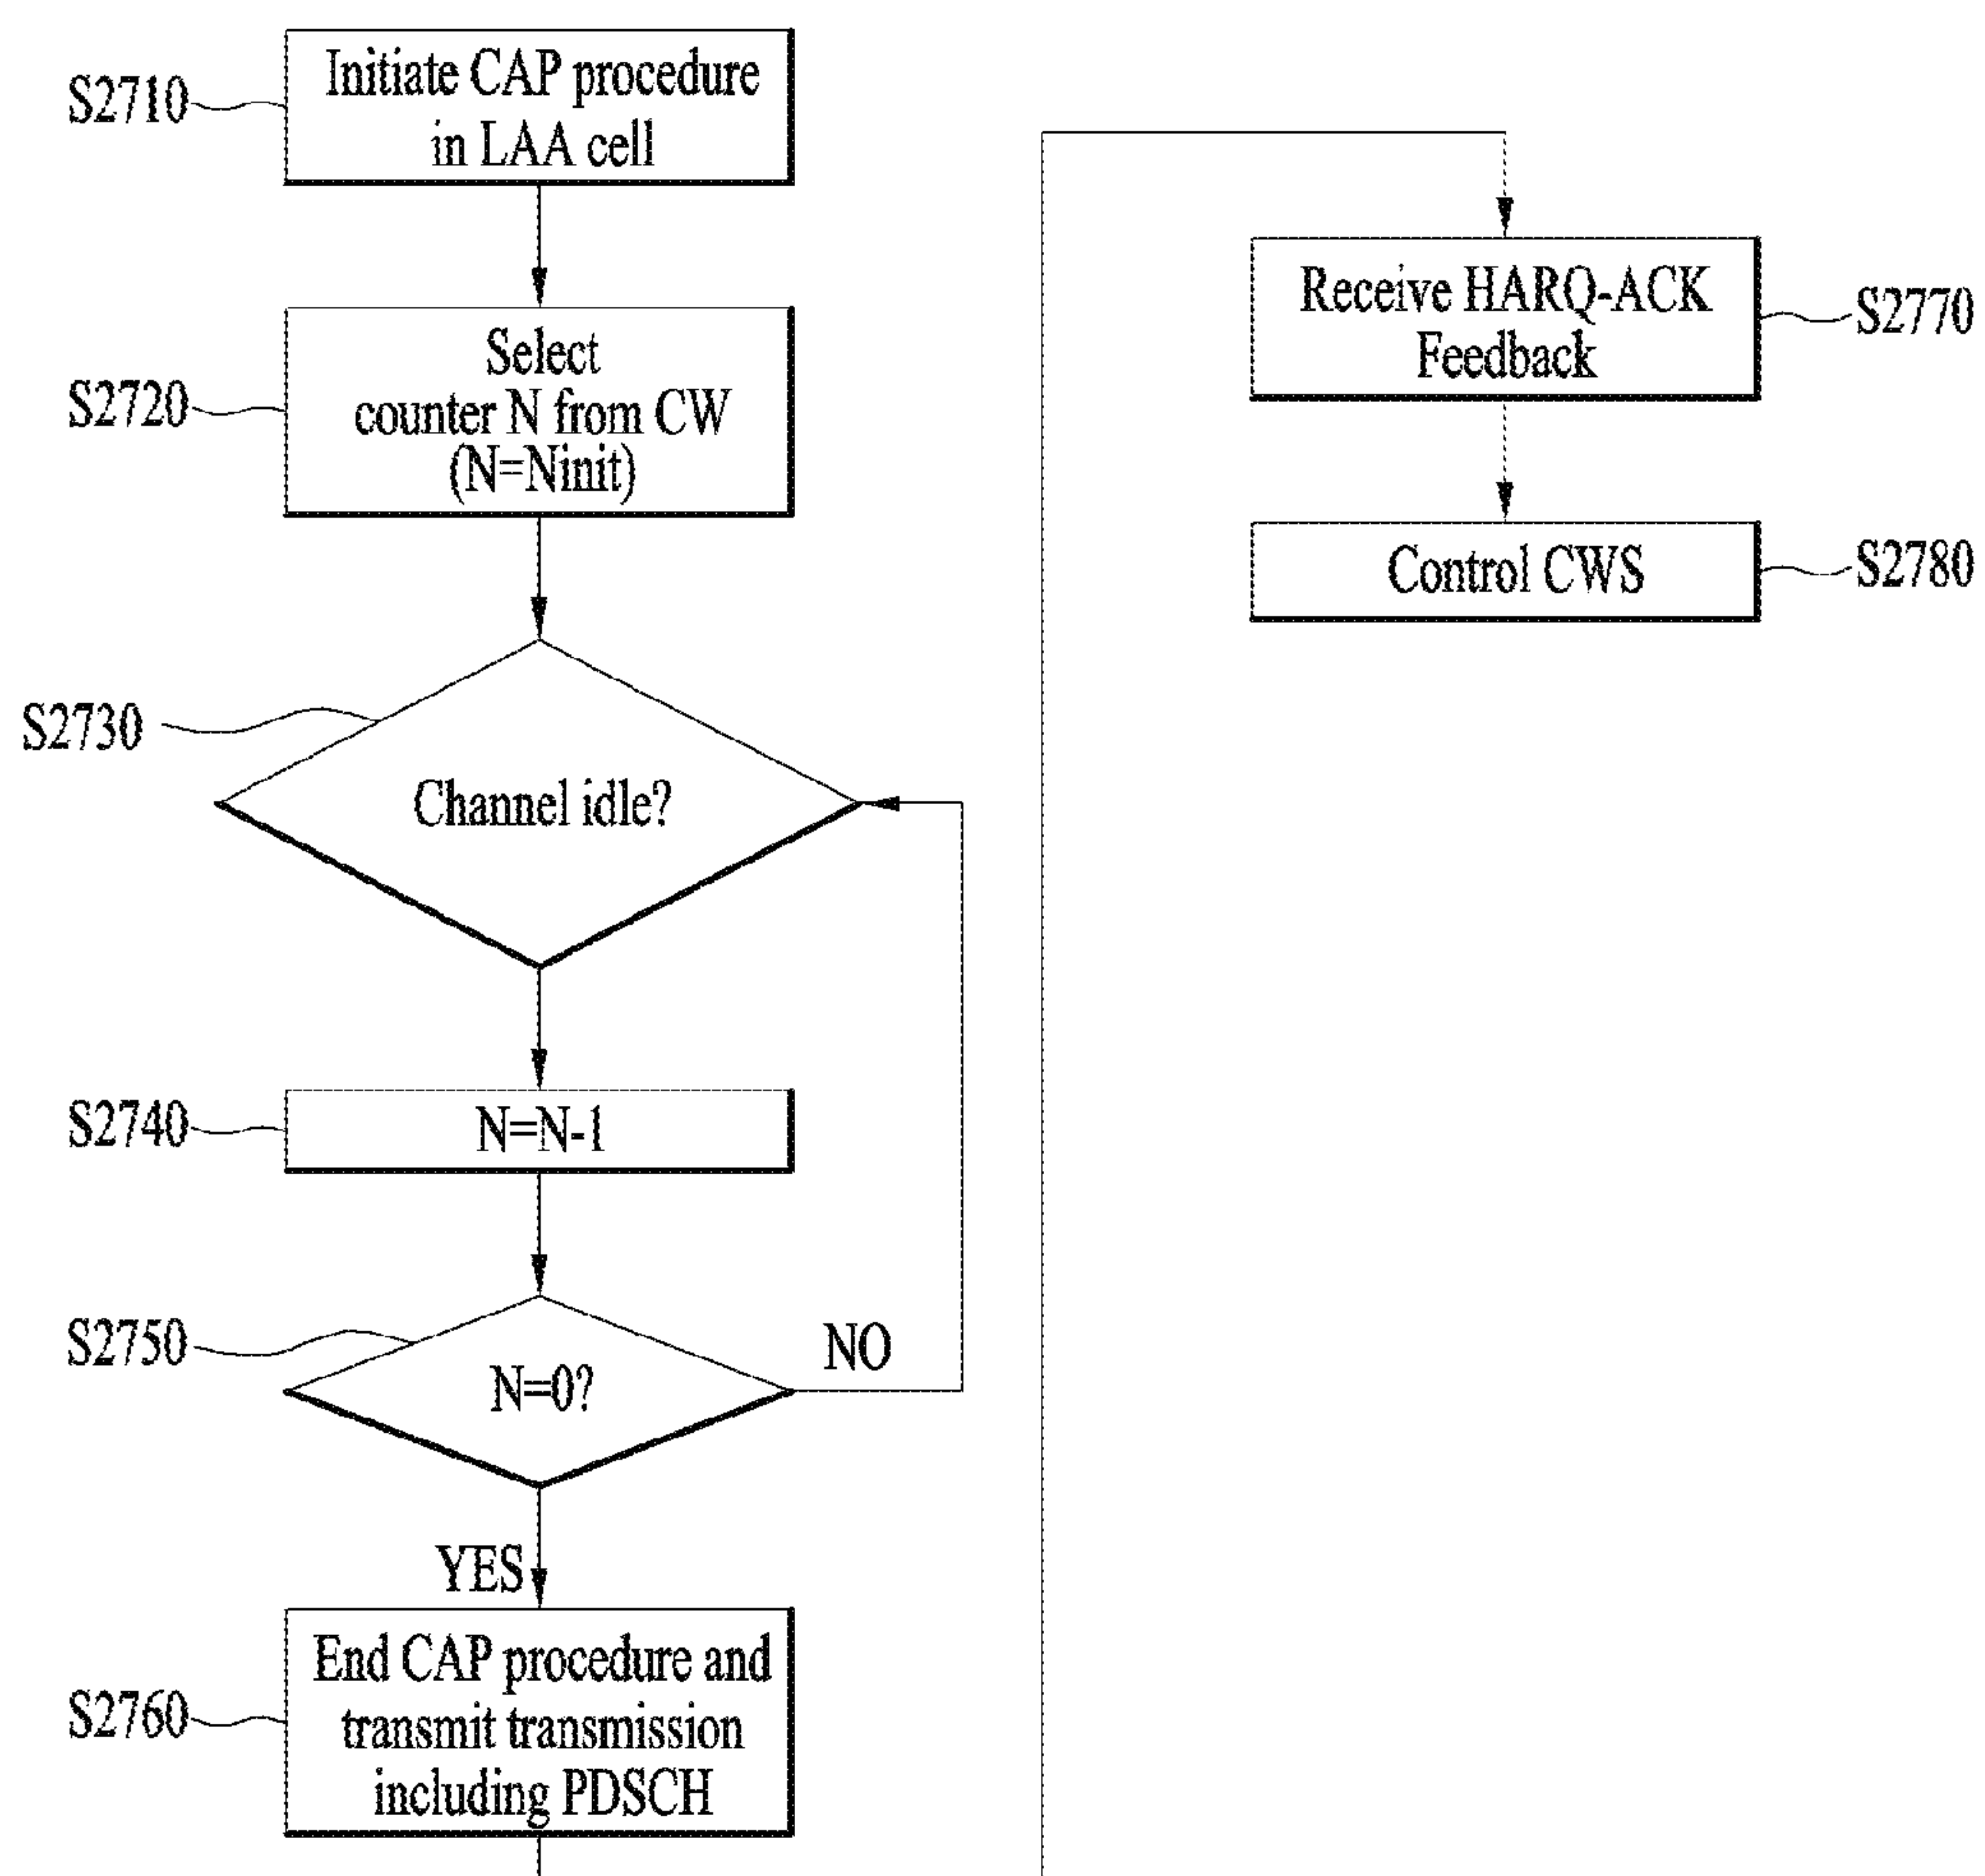 S2710
Initiate CAP procedure
in LAA cell
S2720
Select
counter N from CW
(N=Ninit)
S2730
Channel idle?
S2740
N=N-1
S2750
N=0?
NO
YES
S2760
End CAP procedure and
transmit transmission
including PDSCH
Receive HARQ-ACK
Feedback
S2770
Control CWS
S2780